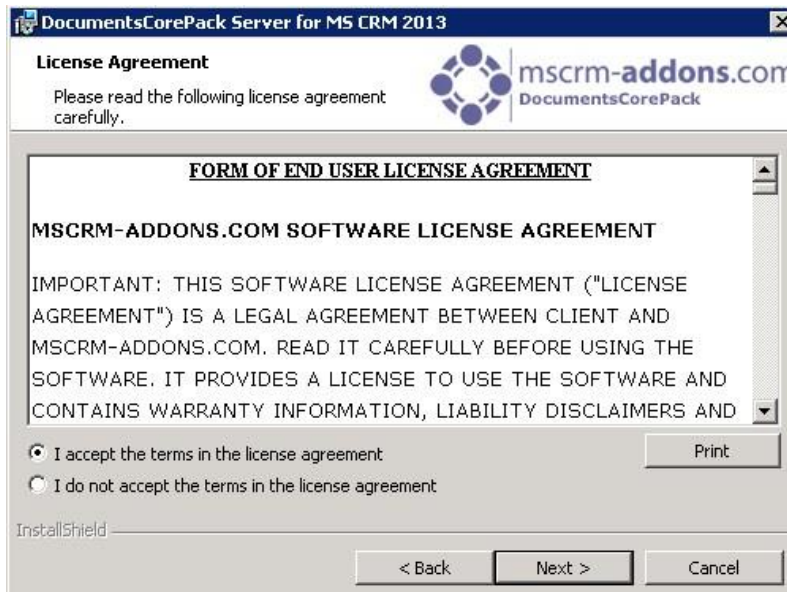 DocumentsCorePack Server for MS CRM 2013
License Agreement
Please read the following license agreement
carefully.
mscrm-addons.com
DocumentsCorePack
FORM OF END USER LICENSE AGREEMENT
MSCRM-ADDONS.COM SOFTWARE LICENSE AGREEMENT
IMPORTANT: THIS SOFTWARE LICENSE AGREEMENT ("LICENSE
AGREEMENT") IS A LEGAL AGREEMENT BETWEEN CLIENT AND
MSCRM-ADDONS.COM. READ IT CAREFULLY BEFORE USING THE
SOFTWARE. IT PROVIDES A LICENSE TO USE THE SOFTWARE AND
CONTAINS WARRANTY INFORMATION, LIABILITY DISCLAIMERS AND
I accept the terms in the license agreement
Print
I do not accept the terms in the license agreement
InstallShield
< Back
Next >
Cancel